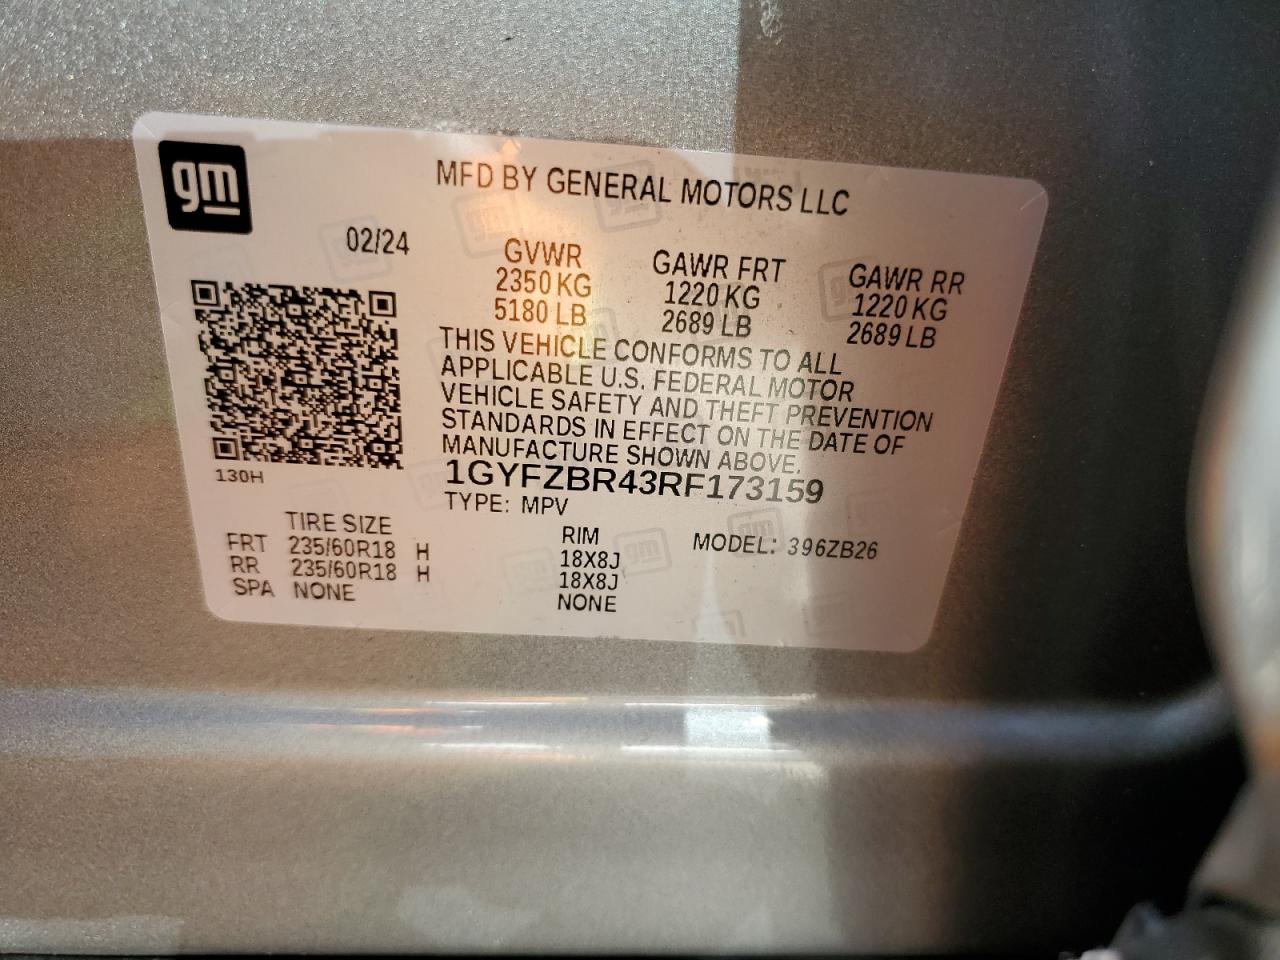 gm
MFD BY GENERAL MOTORS LLC
02/24
GVWR GAWR FRT GAWR RR
2350 KG 1220 KG 1220 KG
5180 LB 2689 LB 2689 LB
THIS VEHICLE CONFORMS TO ALL
APPLICABLE U.S. FEDERAL MOTOR
VEHICLE SAFETY AND THEFT PREVENTION
STANDARDS IN EFFECT ON THE DATE OF
MANUFACTURE SHOWN ABOVE.
130H
1GYFZBR43RF173159
TYPE: MPV
TIRE SIZE RIM MODEL: 396ZB26
FRT 235/60R18 H 18X8J
RR 235/60R18 H 18X8J
SPA NONE NONE